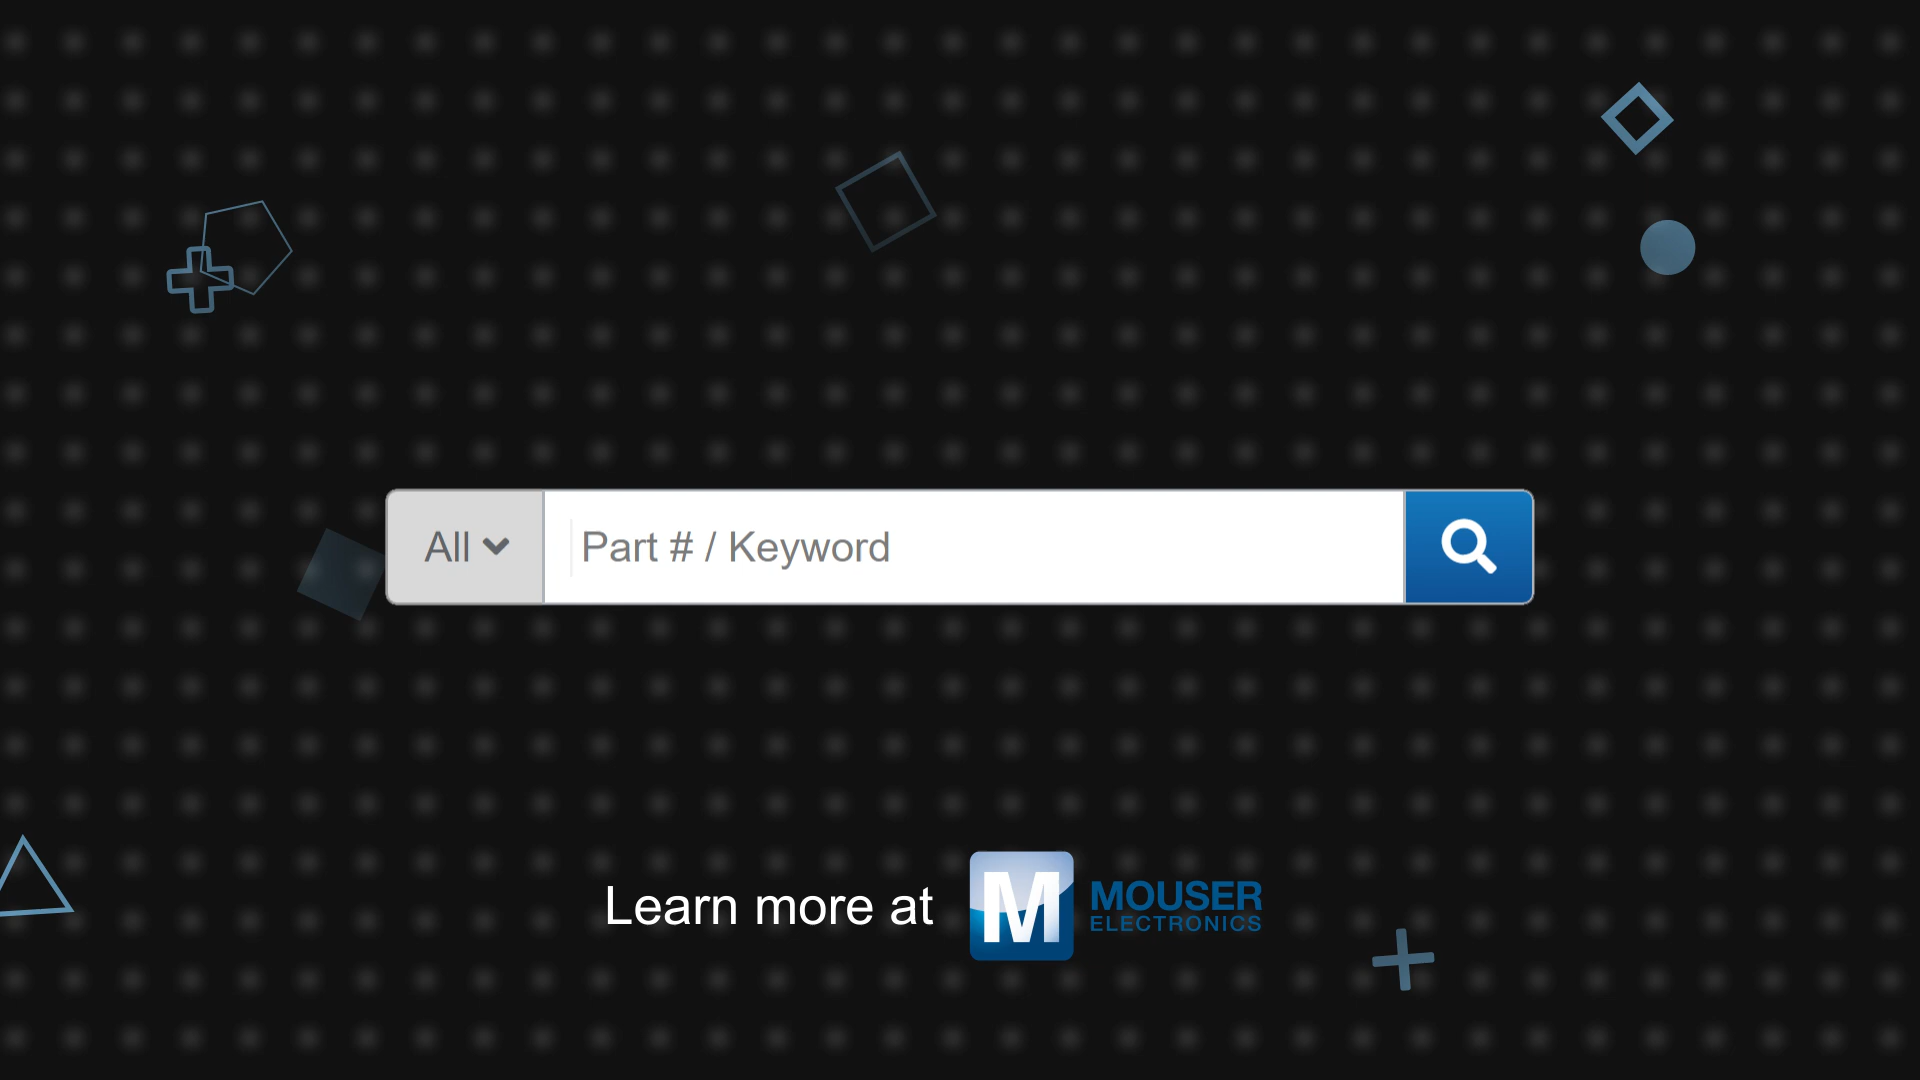 All
Part # / Keyword
Learn more at
M
MOUSER
ELECTRONICS